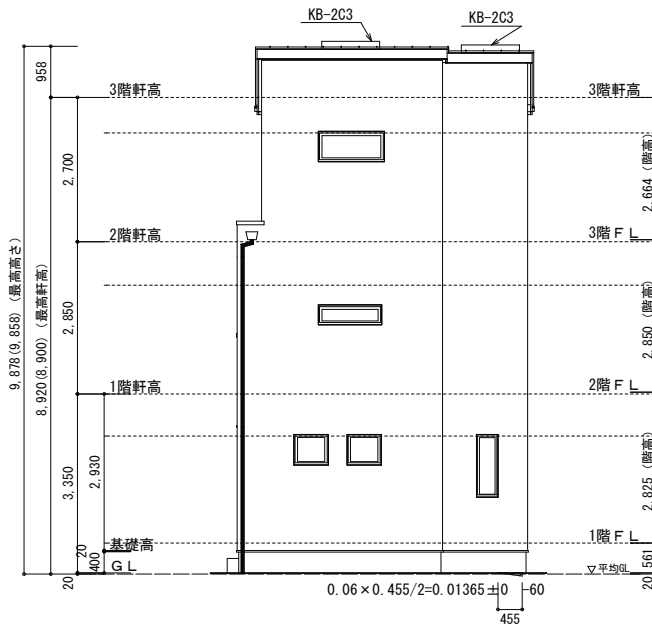 KB-2C3
KB-2C3
958
3階軒高
3階軒高
2,700
2,664 (階高)
2階軒高
3階ＦＬ
9,878(9,858) (最高高さ)
8,920(8,900) (最高軒高)
2,850
2,850 (階高)
1階軒高
2階ＦＬ
3,350
2,930
2,825 (階高)
1階ＦＬ
基礎高
20
400
ＧＬ
▽平均GL
561
20
20
0.06×0.455/2=0.01365±0 -60
455